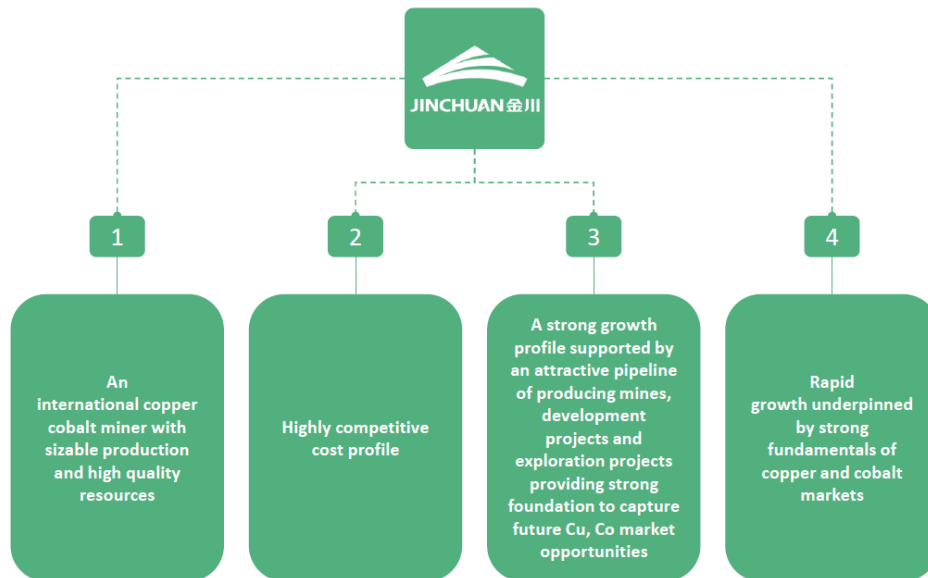 JINCHUAN金川
1
2
3
4
An
international copper
cobalt miner with
sizable production
and high quality
resources
Highly competitive
cost profile
A strong growth
profile supported by
an attractive pipeline
of producing mines,
development
projects and
exploration projects
providing strong
foundation to capture
future Cu, Co market
opportunities
Rapid
growth underpinned
by strong
fundamentals of
copper and cobalt
markets